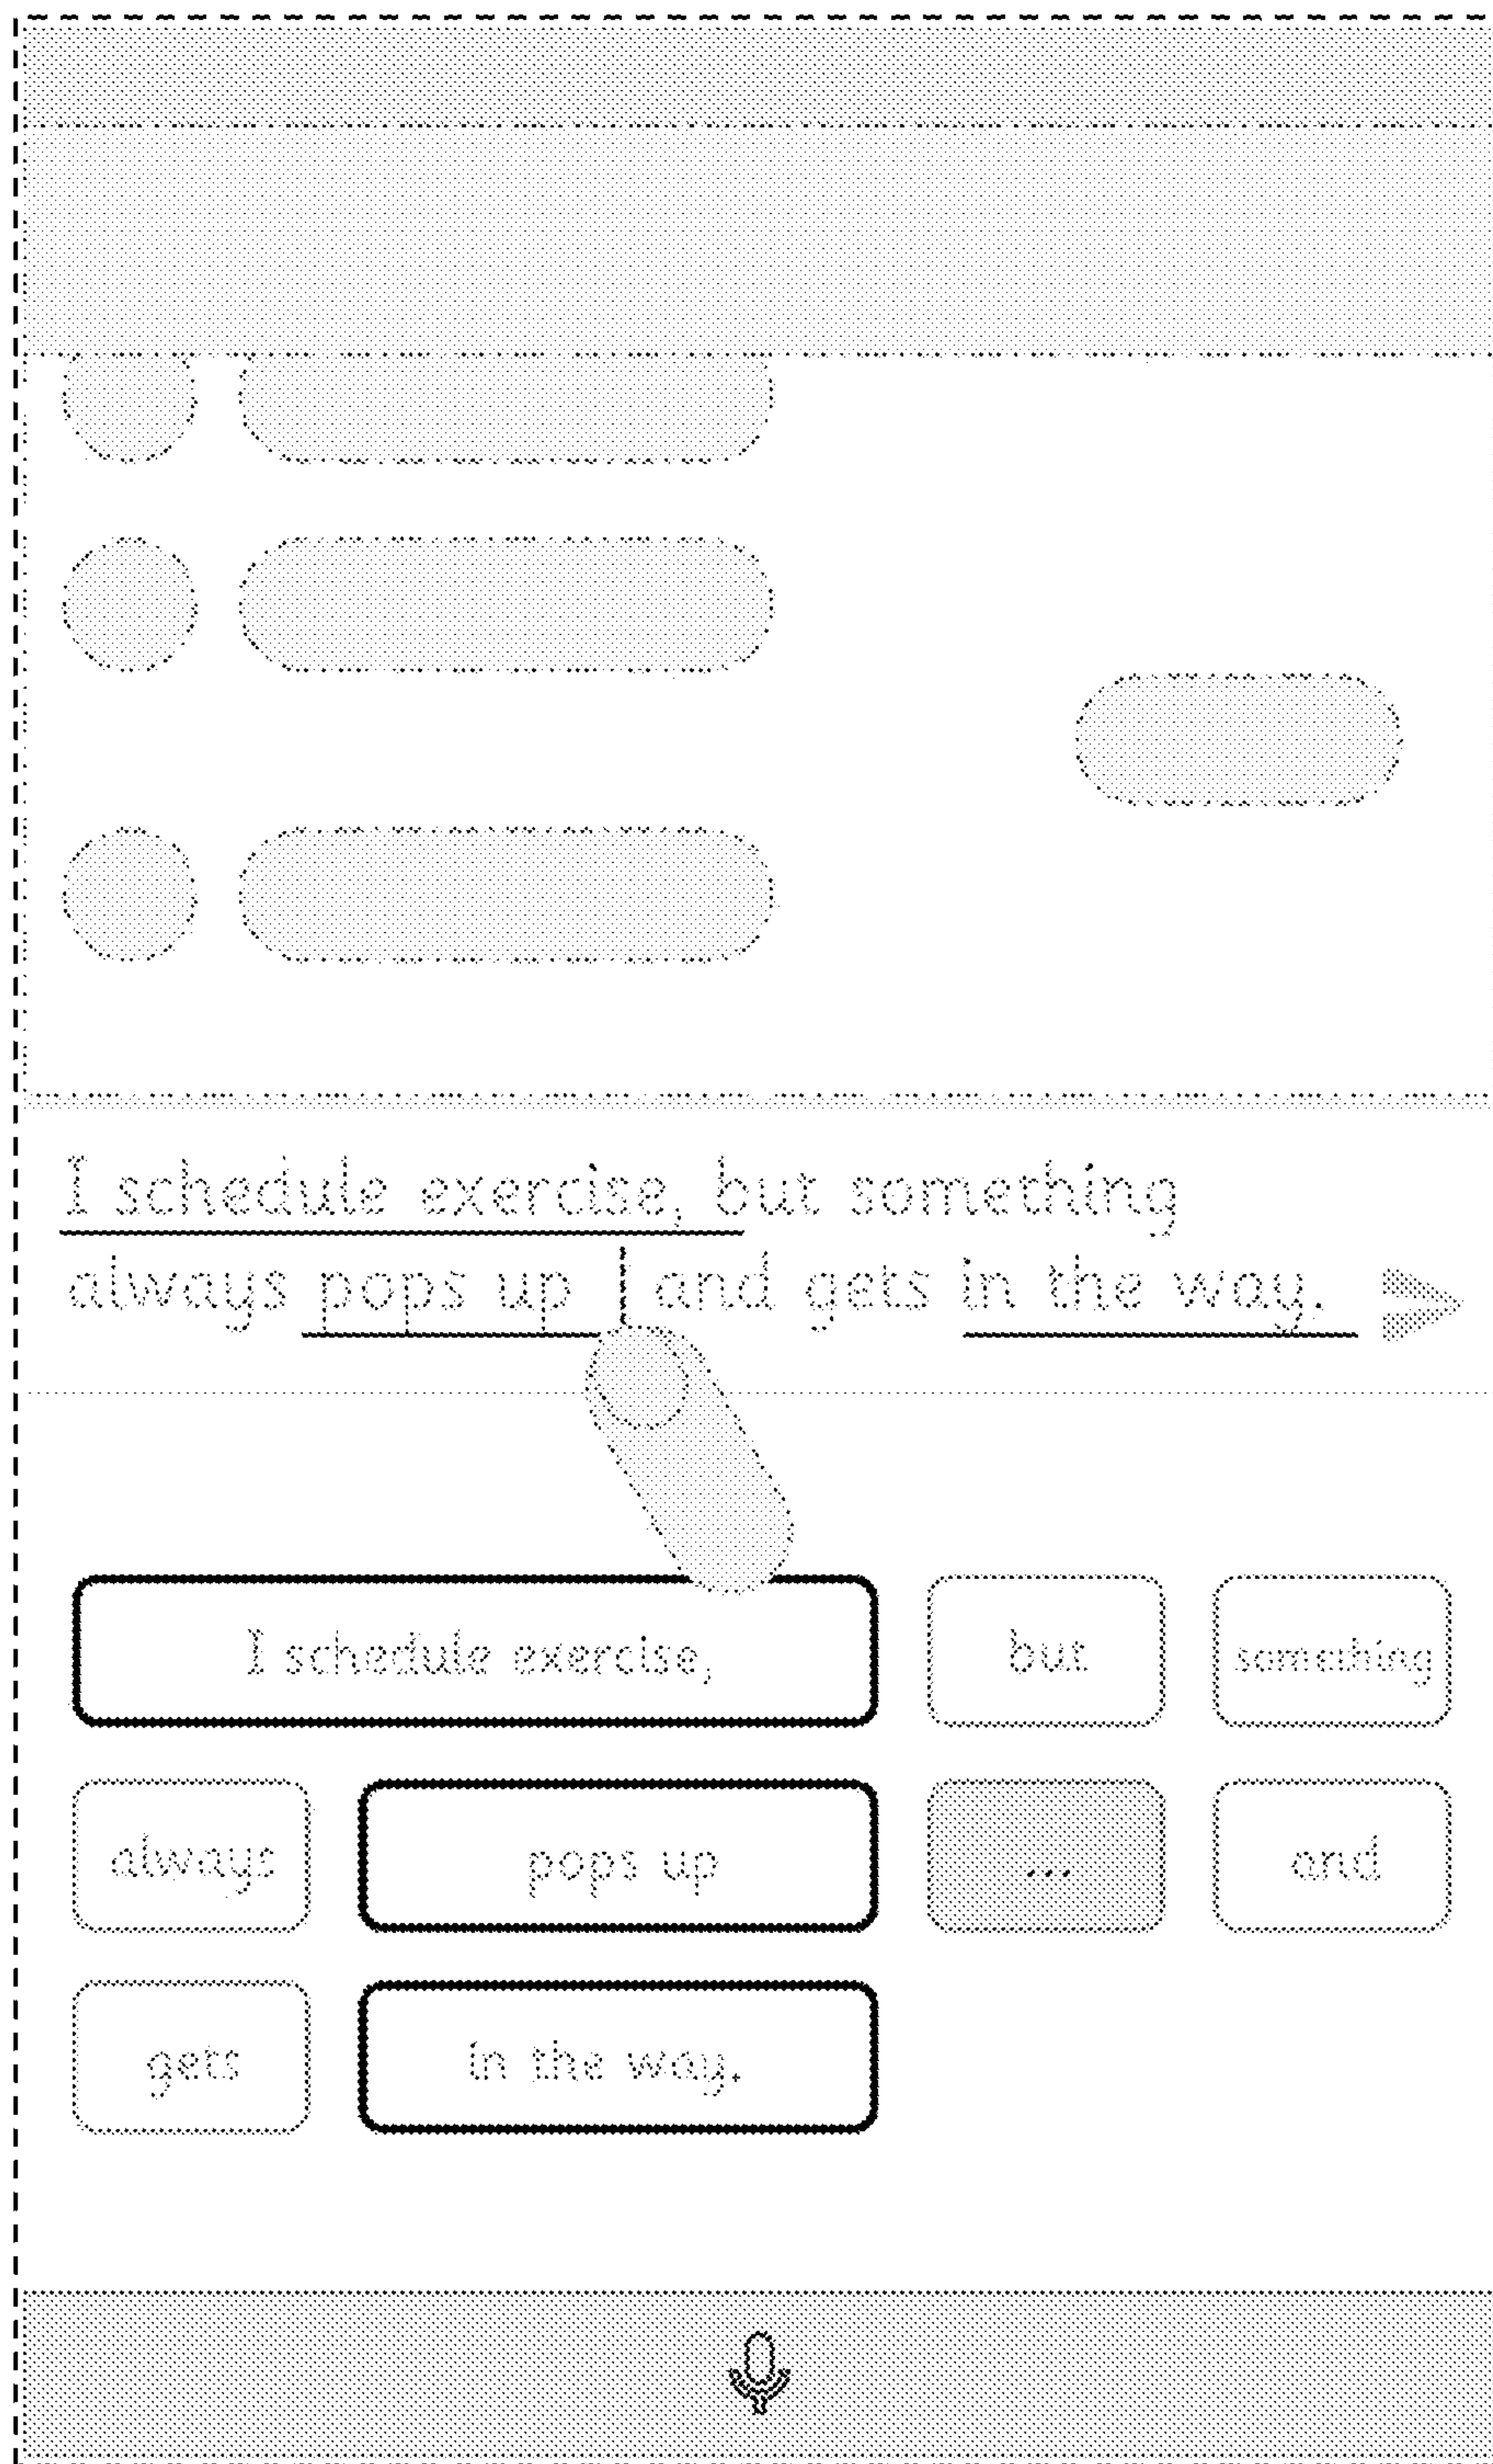 I schedule exercise, but something
always pops up and gets in the way.
I schedule exercise, but something
always pops up ... and
gets in the way.